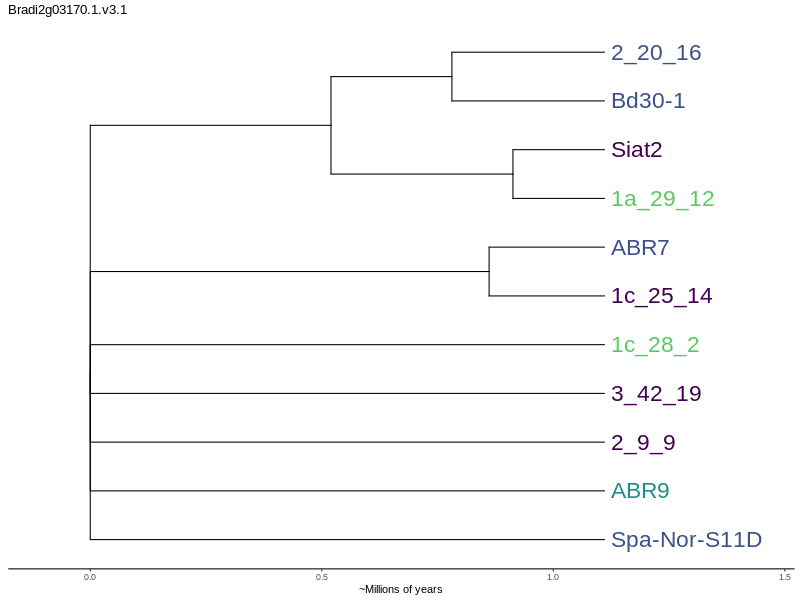 Bradi2g03170.1.v3.1
2_20_16
Bd30-1
Siat2
1a_29_12
ABR7
1c_25_14
1c_28_2
3_42_19
2_9_9
ABR9
Spa-Nor-S11D
0.0 0.5 1.0 1.5
~Millions of years